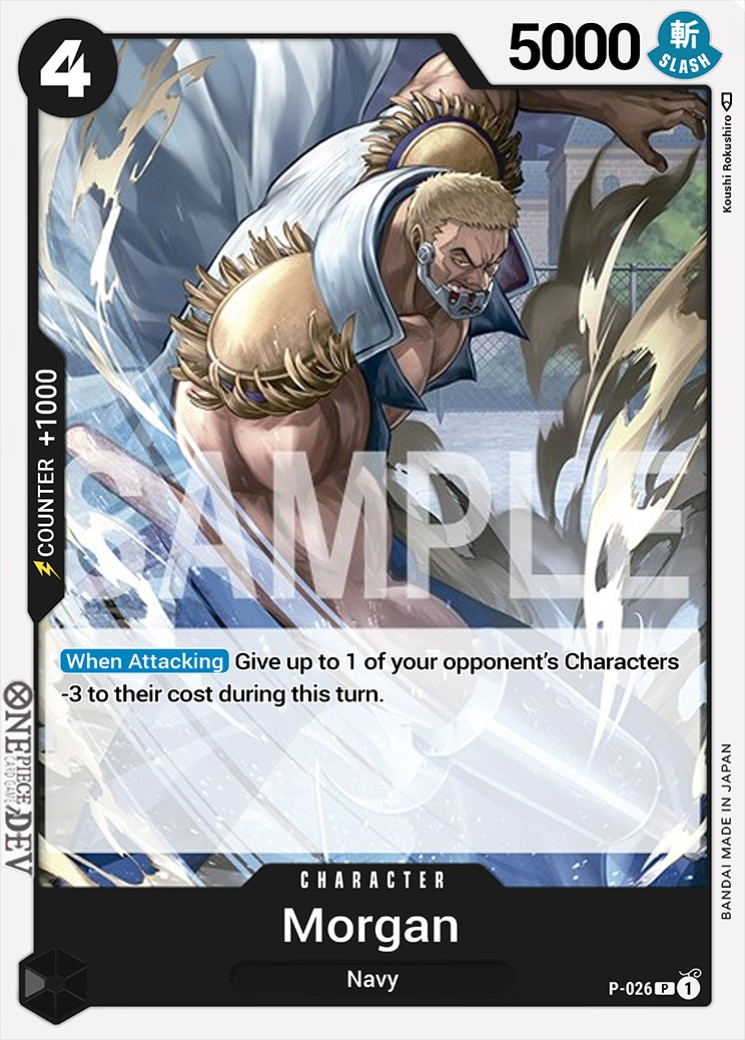 4
5000
斬
SLASH
Koushi Rokushiro
COUNTER +1000
SAMPLE
When Attacking Give up to 1 of your opponent's Characters
-3 to their cost during this turn.
ONE PIECE
CARD GAME
DEV
BANDAI MADE IN JAPAN
CHARACTER
Morgan
Navy
P-026 P 1